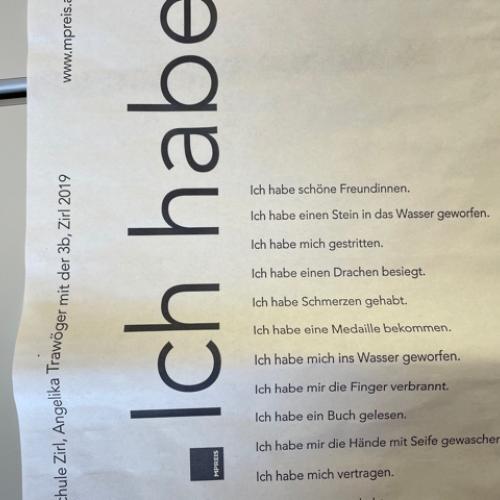 www.mpreis.a
chule Zirl, Angelika Trawöger mit der 3b, Zirl 2019
Ich habe
MPREIS
Ich habe schöne Freundinnen.
Ich habe einen Stein in das Wasser geworfen.
Ich habe mich gestritten.
Ich habe einen Drachen besiegt.
Ich habe Schmerzen gehabt.
Ich habe eine Medaille bekommen.
Ich habe mich ins Wasser geworfen.
Ich habe mir die Finger verbrannt.
Ich habe ein Buch gelesen.
Ich habe mir die Hände mit Seife gewascher
Ich habe mich vertragen.